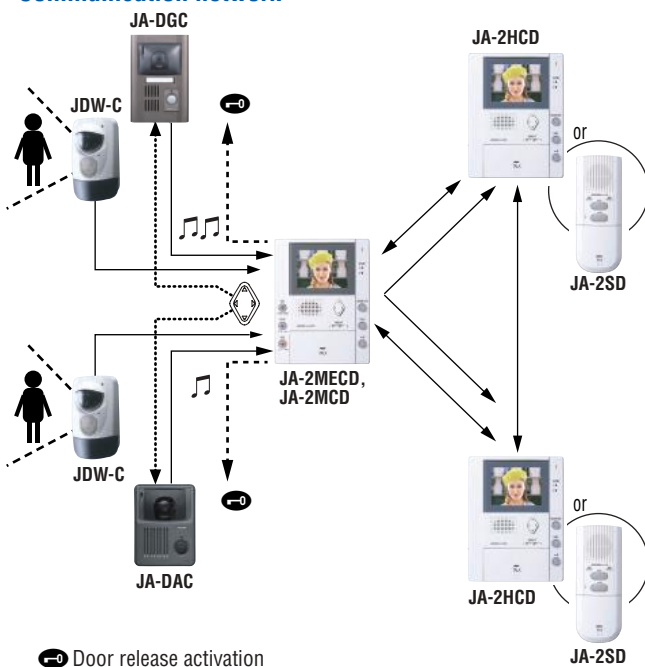 Communication network
JA-DGC
JDW-C
JA-2HCD
or
JA-2SD
JA-2MECD,
JA-2MCD
JDW-C
JA-DAC
or
JA-2HCD
JA-2SD
Door release activation